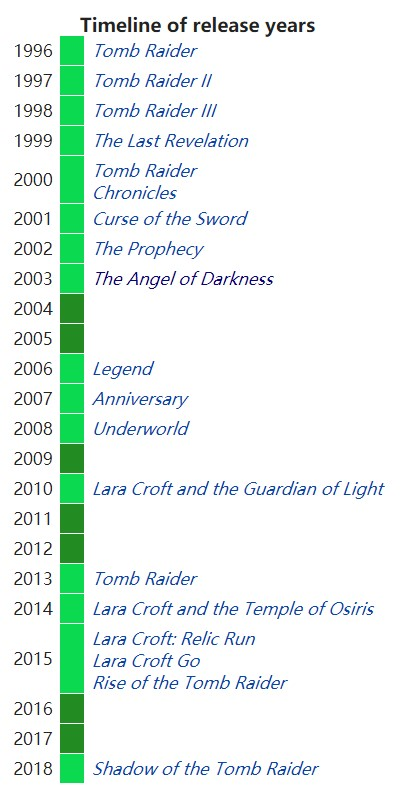 Timeline of release years
1996 Tomb Raider
1997 Tomb Raider II
1998 Tomb Raider III
1999 The Last Revelation
2000 Tomb Raider
Chronicles
2001 Curse of the Sword
2002 The Prophecy
2003 The Angel of Darkness
2004
2005
2006 Legend
2007 Anniversary
2008 Underworld
2009
2010 Lara Croft and the Guardian of Light
2011
2012
2013 Tomb Raider
2014 Lara Croft and the Temple of Osiris
2015 Lara Croft: Relic Run
Lara Croft Go
Rise of the Tomb Raider
2016
2017
2018 Shadow of the Tomb Raider